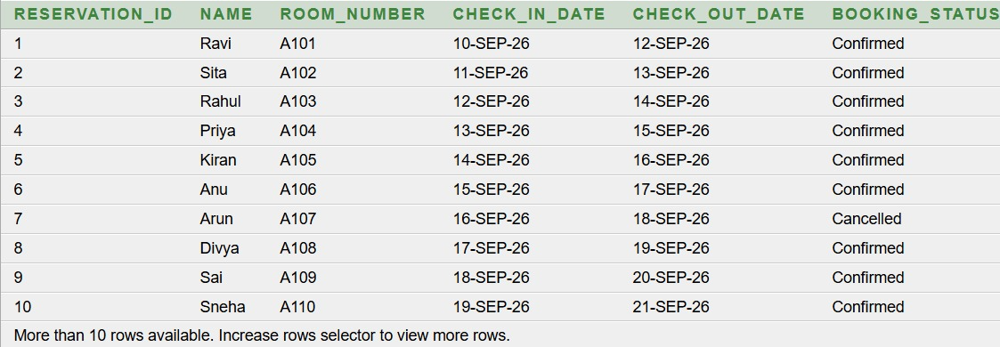 RESERVATION_ID NAME ROOM_NUMBER CHECK_IN_DATE CHECK_OUT_DATE BOOKING_STATUS
1 Ravi A101 10-SEP-26 12-SEP-26 Confirmed
2 Sita A102 11-SEP-26 13-SEP-26 Confirmed
3 Rahul A103 12-SEP-26 14-SEP-26 Confirmed
4 Priya A104 13-SEP-26 15-SEP-26 Confirmed
5 Kiran A105 14-SEP-26 16-SEP-26 Confirmed
6 Anu A106 15-SEP-26 17-SEP-26 Confirmed
7 Arun A107 16-SEP-26 18-SEP-26 Cancelled
8 Divya A108 17-SEP-26 19-SEP-26 Confirmed
9 Sai A109 18-SEP-26 20-SEP-26 Confirmed
10 Sneha A110 19-SEP-26 21-SEP-26 Confirmed
More than 10 rows available. Increase rows selector to view more rows.